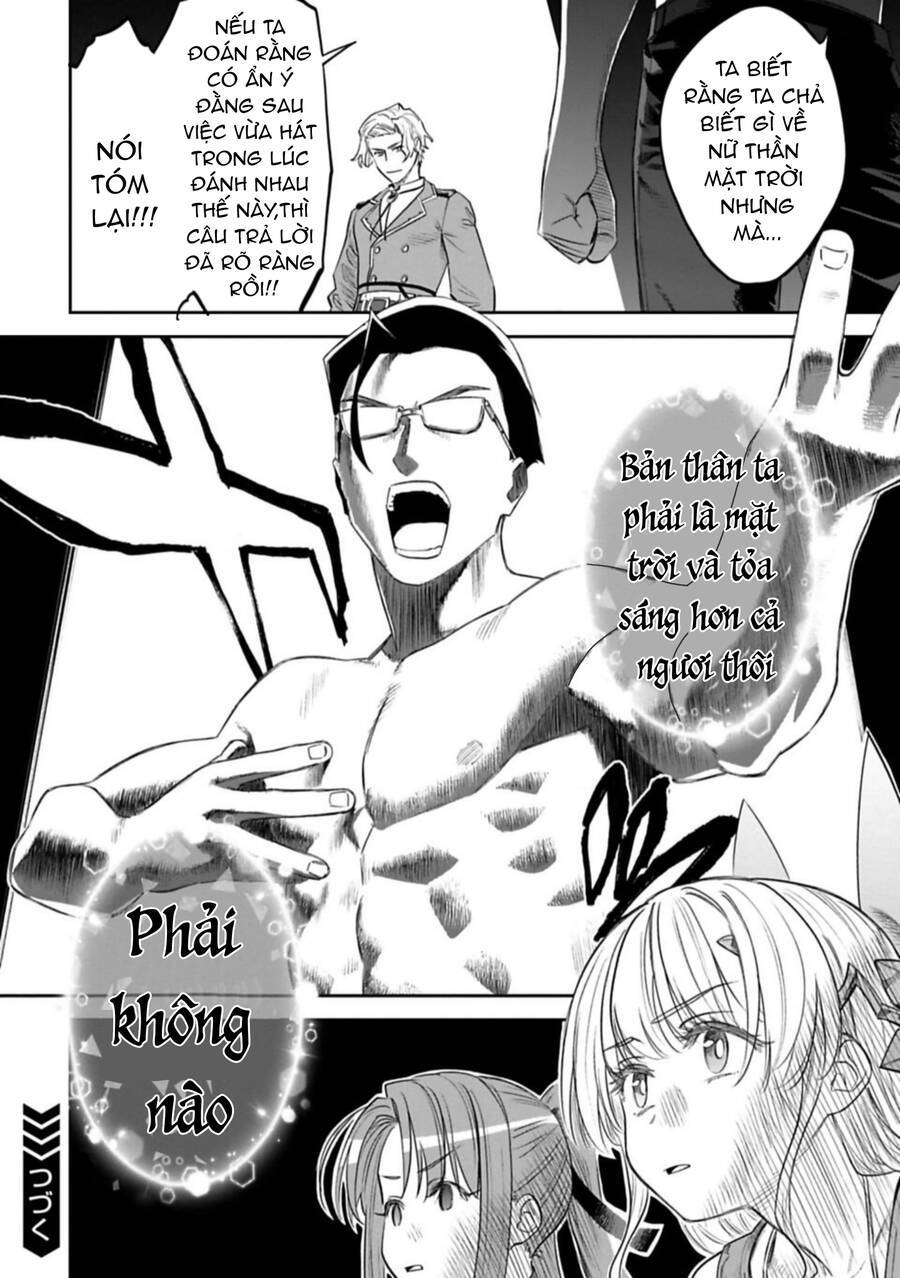 TA BIẾT
RẰNG TA CHẢ
BIẾT GÌ VỀ
NỮ THẦN
MẶT TRỜI
NHƯNG
MÀ...
NẾU TA
ĐOÁN RẰNG
CÓ ẨN Ý
ĐẰNG SAU
VIỆC VỪA HÁT
TRONG LÚC
ĐÁNH NHAU
THẾ NÀY,THÌ
CÂU TRẢ LỜI
ĐÃ RÕ RÀNG
RỒI!!
NÓI
TÓM
LẠI!!!
Bản thân ta
phải là mặt
trời và tỏa
sáng hơn cả
ngươi thôi
Phải
không
nào
つづく